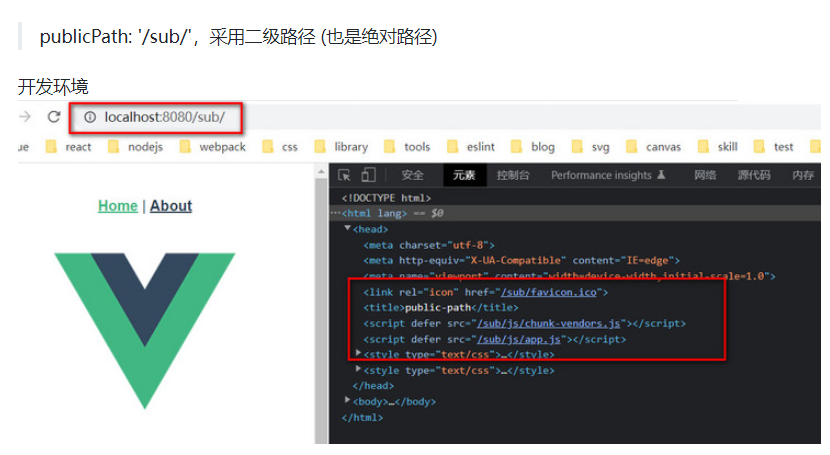 publicPath: '/sub/'，采用二级路径 (也是绝对路径)
开发环境
localhost:8080/sub/
ue react nodejs webpack css library tools eslint blog svg canvas skill test
安全 元素 控制台 Performance insights 网络 源代码 内存
Home | About
<!DOCTYPE html>
⋯<html lang> == $0
▼<head>
<meta charset="utf-8">
<meta http-equiv="X-UA-Compatible" content="IE=edge">
<meta name="viewport" content="width=device-width,initial-scale=1.0">
<link rel="icon" href="/sub/favicon.ico">
<title>public-path</title>
<script defer src="/sub/js/chunk-vendors.js"></script>
<script defer src="/sub/js/app.js"></script>
▶<style type="text/css">…</style>
▶<style type="text/css">…</style>
</head>
▶<body>…</body>
</html>